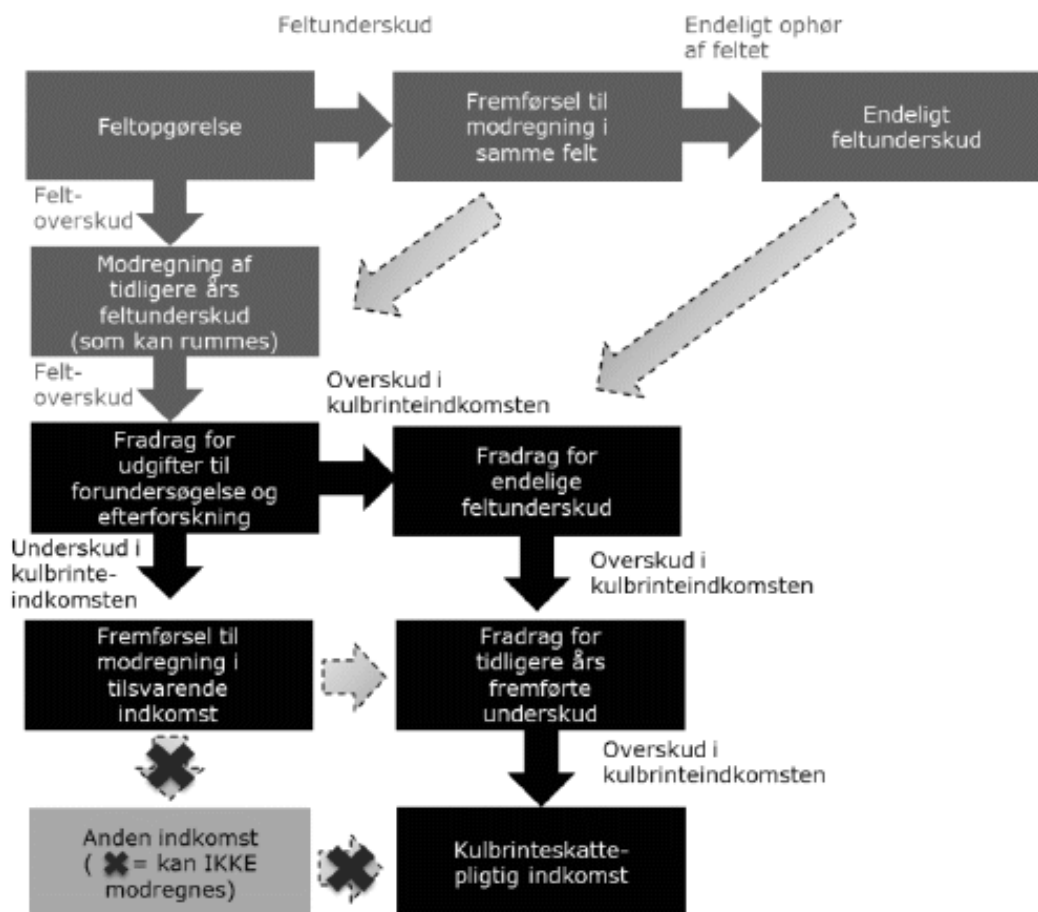 Feltunderskud
Endeligt ophør
af feltet
Feltopgørelse
Fremførsel til
modregning i
samme felt
Endeligt
feltunderskud
Felt-
overskud
Modregning af
tidligere års
feltunderskud
(som kan rummes)
Felt-
overskud
Overskud i
kulbrinteindkomsten
Fradrag for
udgifter til
forundersøgelse og
efterforskning
Fradrag for
endelige
feltunderskud
Underskud i
kulbrinte-
indkomsten
Overskud i
kulbrinteindkomsten
Fremførsel til
modregning i
tilsvarende
indkomst
Fradrag for
tidligere års
fremførte
underskud
Overskud i
kulbrinteindkomsten
Anden indkomst
( ✖= kan IKKE
modregnes)
Kulbrinteskatte-
pligtig indkomst